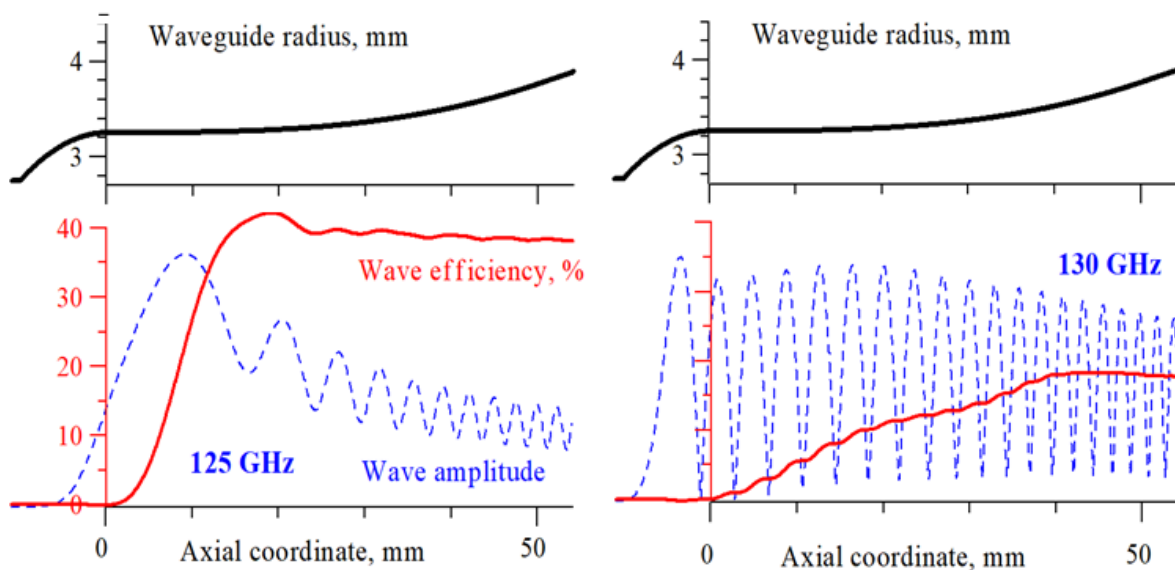 Waveguide radius, mm
4
3
40
30
20
10
0
Wave efficiency, %
125 GHz
Wave amplitude
0
50
Axial coordinate, mm
Waveguide radius, mm
4
3
130 GHz
0
50
Axial coordinate, mm